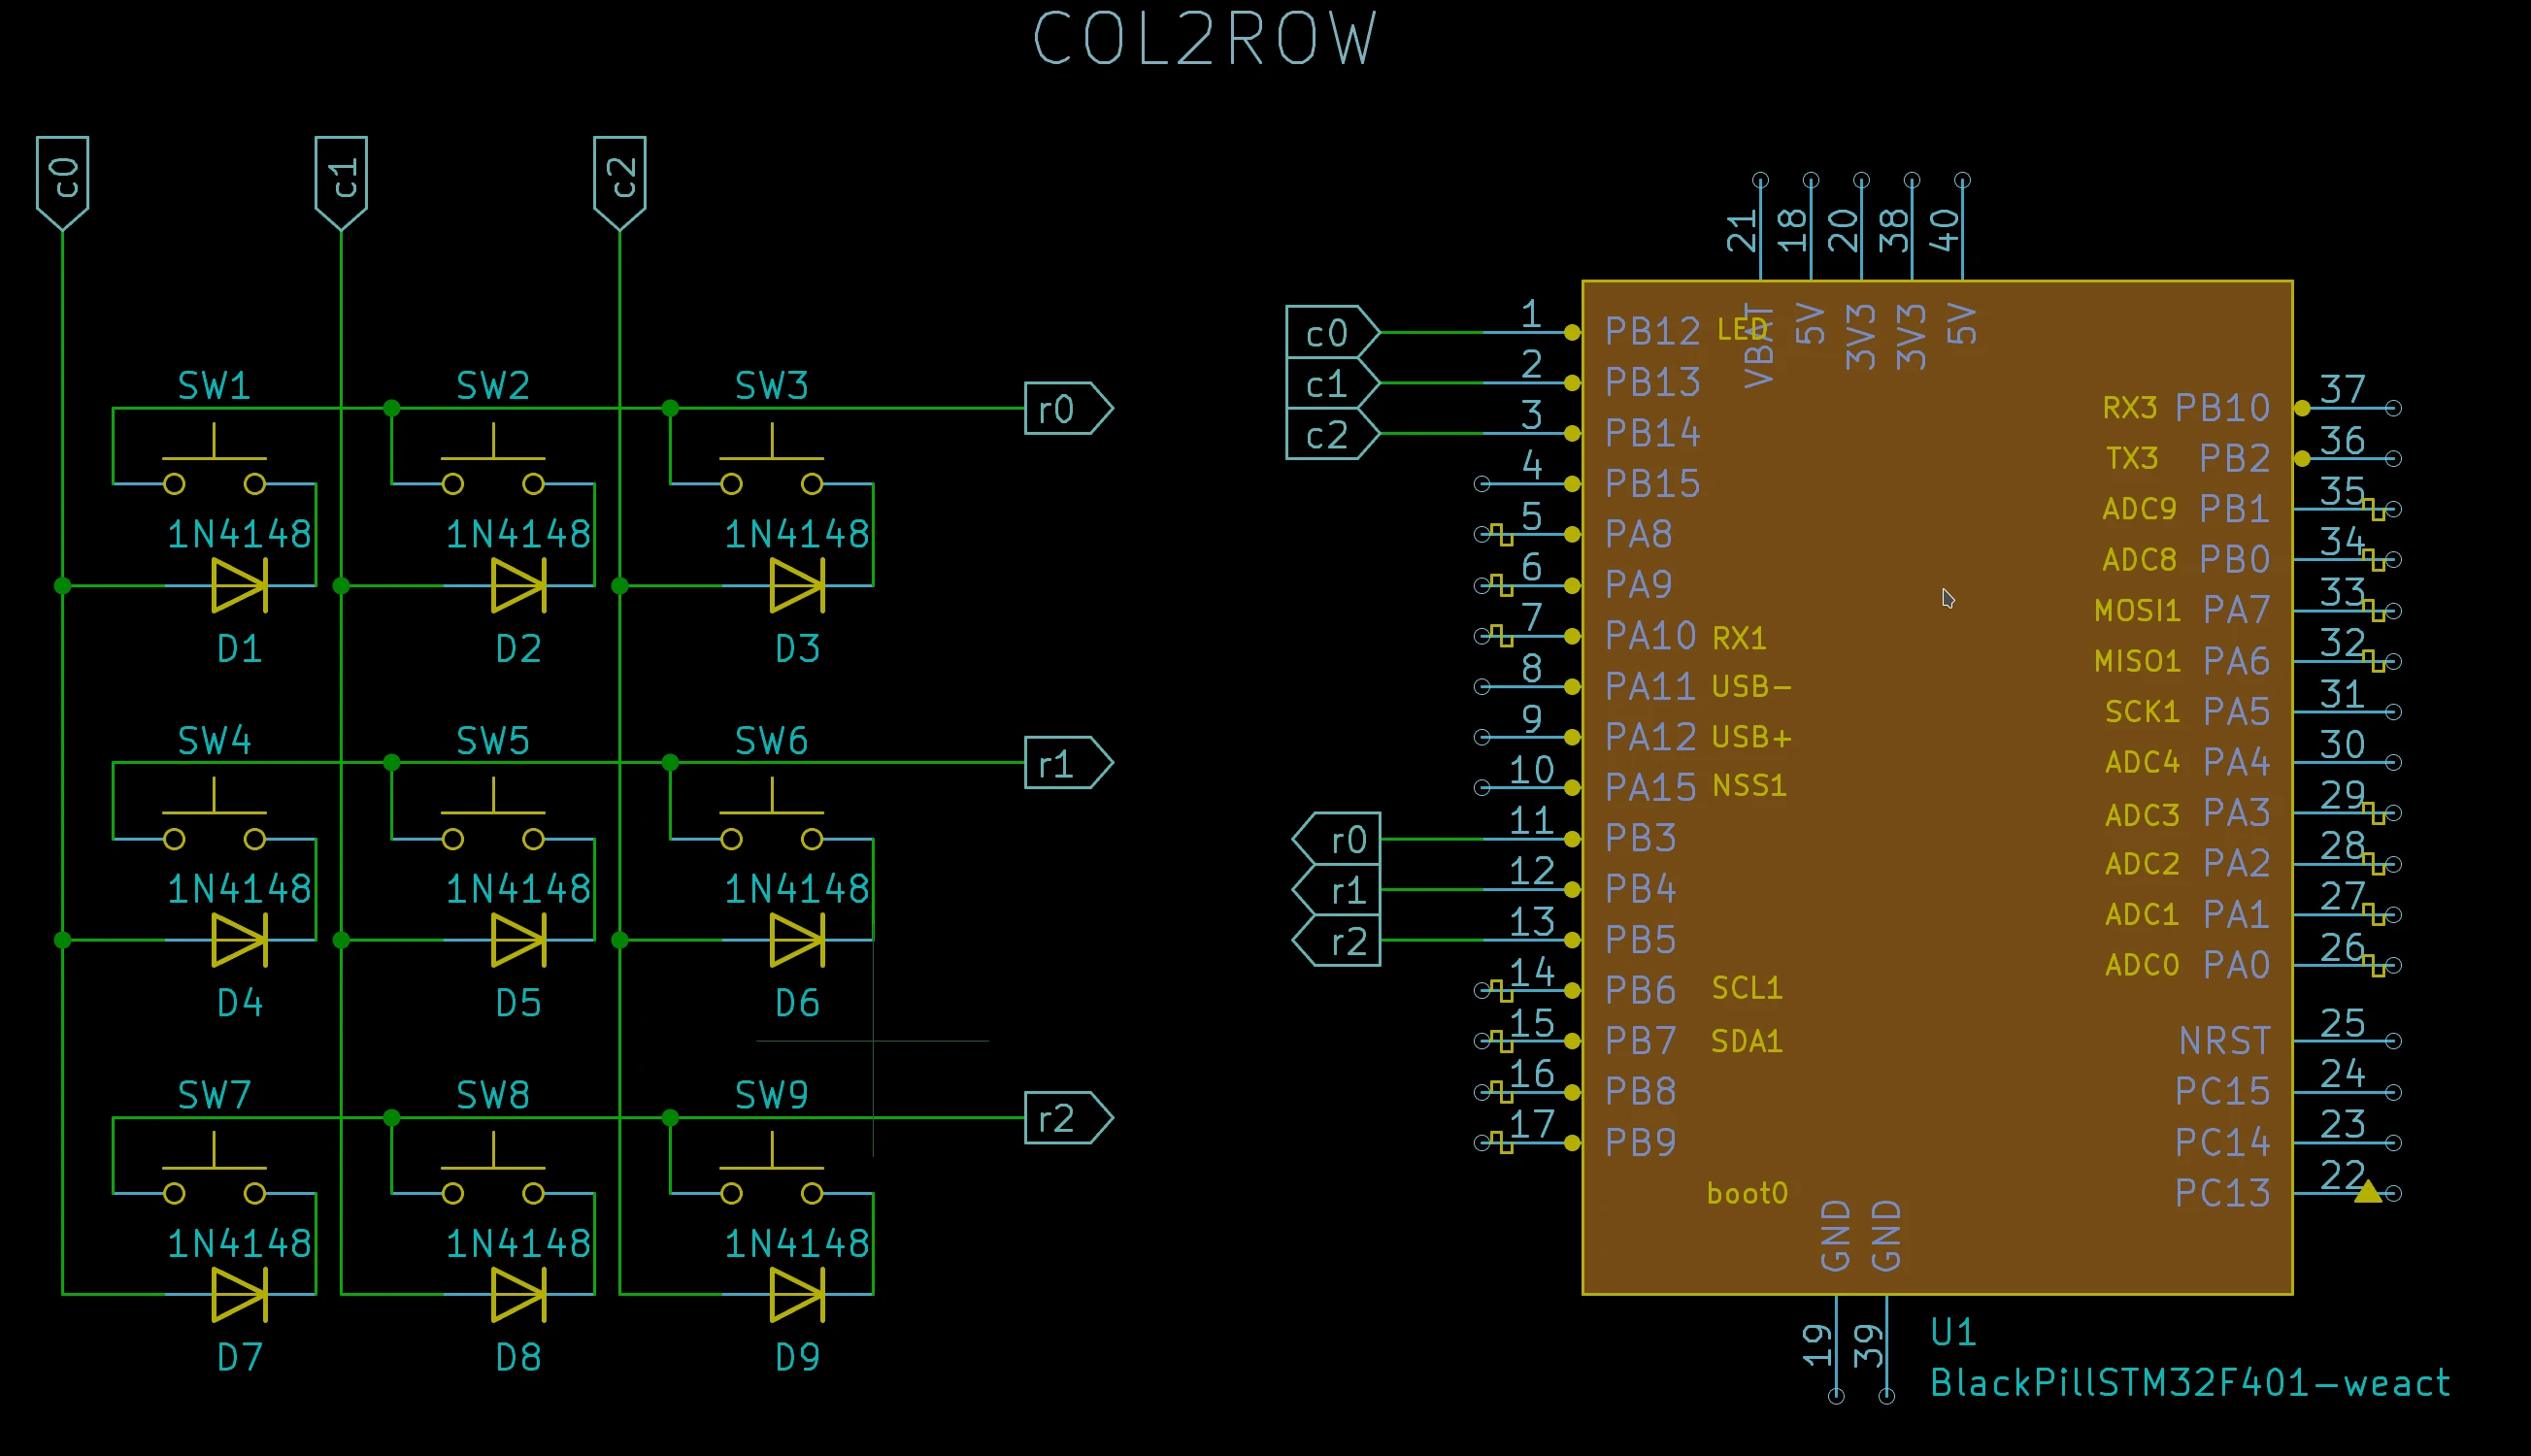 COL2ROW
c0 c1 c2
SW1 SW2 SW3 r0
1N4148 1N4148 1N4148
D1 D2 D3
SW4 SW5 SW6 r1
1N4148 1N4148 1N4148
D4 D5 D6
SW7 SW8 SW9 r2
1N4148 1N4148 1N4148
D7 D8 D9
21 18 20 38 40
VBAT 5V 3V3 3V3 5V
c0 1 PB12 LED
c1 2 PB13
c2 3 PB14
4 PB15
5 PA8
6 PA9
7 PA10 RX1
8 PA11 USB-
9 PA12 USB+
10 PA15 NSS1
r0 11 PB3
r1 12 PB4
r2 13 PB5
14 PB6 SCL1
15 PB7 SDA1
16 PB8
17 PB9
boot0
RX3 PB10 37
TX3 PB2 36
ADC9 PB1 35
ADC8 PB0 34
MOSI1 PA7 33
MISO1 PA6 32
SCK1 PA5 31
ADC4 PA4 30
ADC3 PA3 29
ADC2 PA2 28
ADC1 PA1 27
ADC0 PA0 26
NRST 25
PC15 24
PC14 23
PC13 22
GND GND
19 39
U1
BlackPillSTM32F401-weact